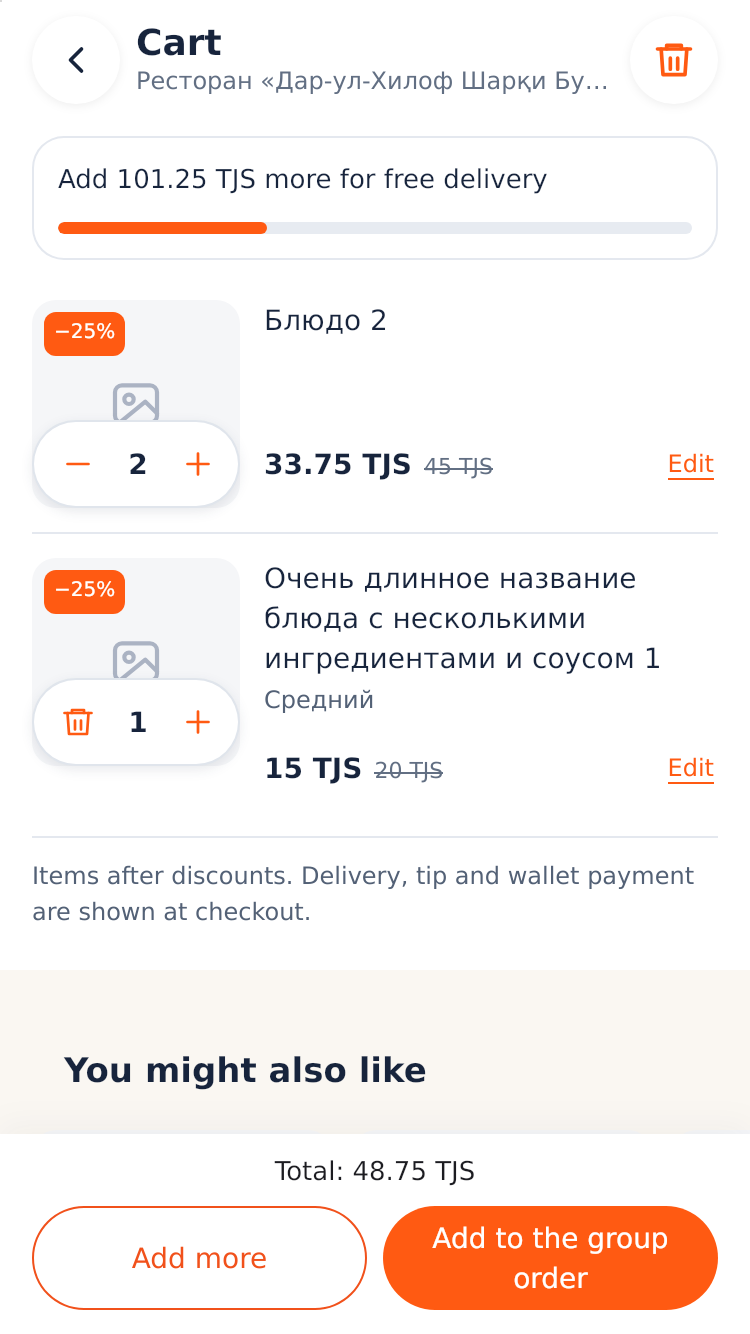 Cart
Ресторан «Дар-ул-Хилоф Шарқи Бу...
Add 101.25 TJS more for free delivery
−25%
Блюдо 2
2
33.75 TJS 45 TJS
Edit
−25%
Очень длинное название
блюда с несколькими
ингредиентами и соусом 1
Средний
1
15 TJS 20 TJS
Edit
Items after discounts. Delivery, tip and wallet payment
are shown at checkout.
You might also like
Total: 48.75 TJS
Add more
Add to the group
order